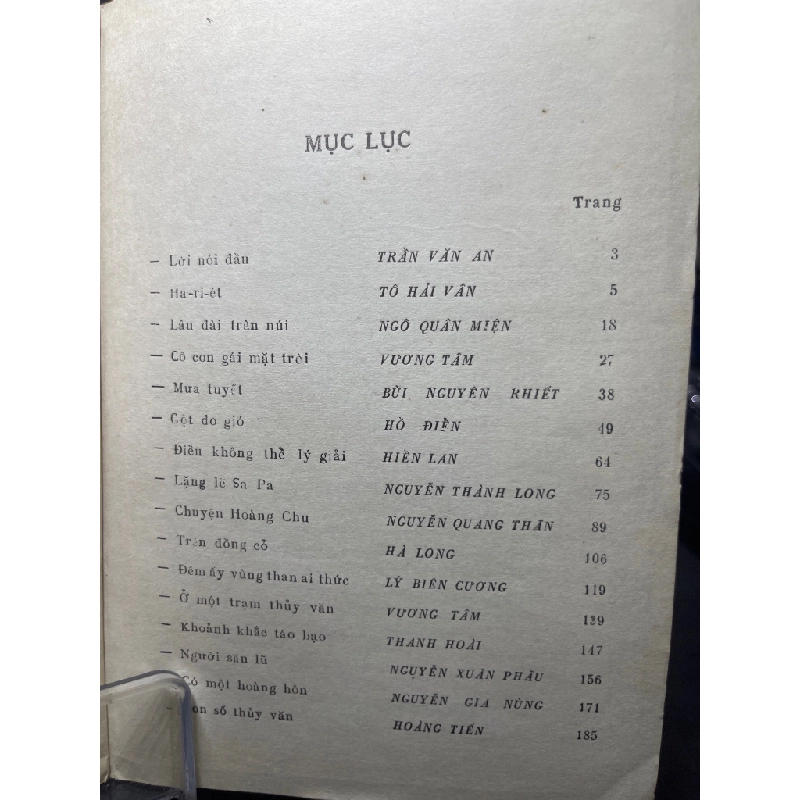 MỤC LỤC
Trang
— Lời nói đầu TRẦN VĂN AN 3
— Ha-ri-ét TÔ HẢI VÂN 5
— Lâu đài trên núi NGÔ QUÂN MIỆN 18
— Cô con gái mặt trời VƯƠNG TÂM 27
— Mưa tuyết BÙI NGUYÊN KHIẾT 38
— Cột đo gió HỒ ĐIỀN 49
— Điều không thể lý giải HIỀN LAN 64
— Lặng lẽ Sa Pa NGUYỄN THÀNH LONG 75
— Chuyện Hoàng Chu NGUYỄN QUANG THÂN 89
— Trên đồng cỏ HÀ LONG 106
— Đêm ấy vùng than ai thức LÝ BIÊN CƯƠNG 119
— Ở một trạm thủy văn VƯƠNG TÂM 139
— Khoảnh khắc táo bạo THANH HOÀI 147
— Người săn lũ NGUYỄN XUÂN PHẦU 156
Có một hoàng hôn NGUYỄN GIA NÙNG 171
số thủy văn HOÀNG TIẾN 185